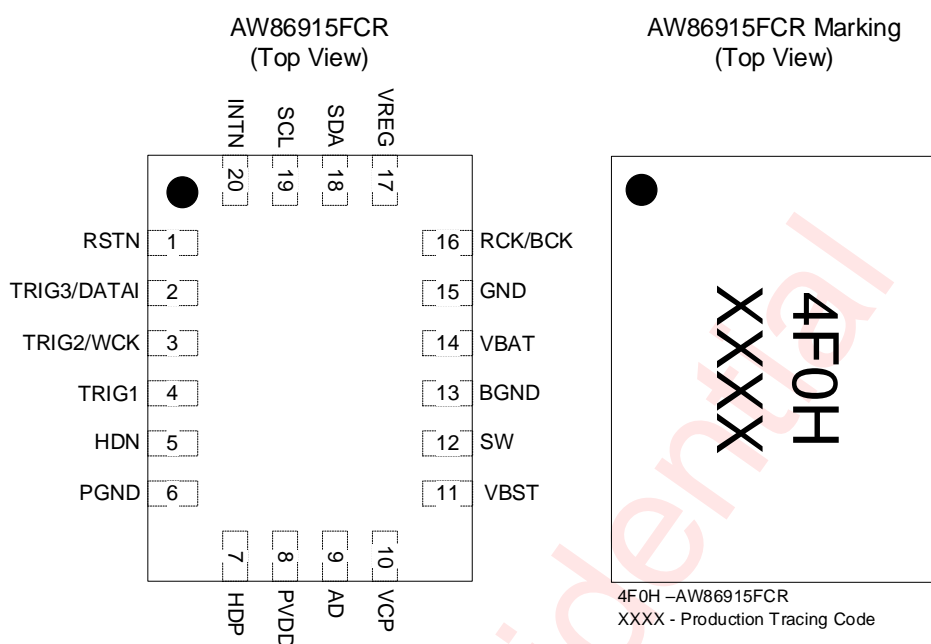 AW86915FCR
(Top View)
AW86915FCR Marking
(Top View)
INTN
SCL
SDA
VREG
20
19
18
17
RSTN 1
16 RCK/BCK
TRIG3/DATAI 2
15 GND
TRIG2/WCK 3
14 VBAT
TRIG1 4
13 BGND
HDN 5
12 SW
PGND 6
11 VBST
7
8
9
10
HDP
PVDD
AD
VCP
4F0H
XXXX
4F0H –AW86915FCR
XXXX - Production Tracing Code